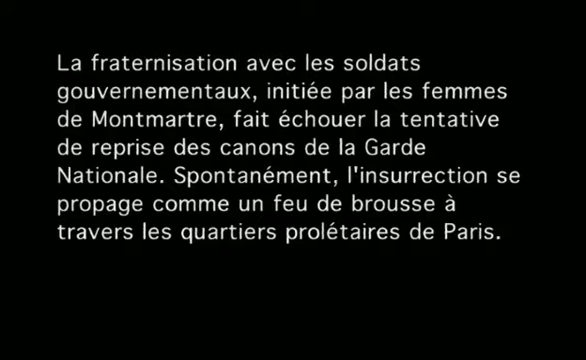 La fraternisation avec les soldats
gouvernementaux, initiée par les femmes
de Montmartre, fait échouer la tentative
de reprise des canons de la Garde
Nationale. Spontanément, l'insurrection se
propage comme un feu de brousse à
travers les quartiers prolétaires de Paris.